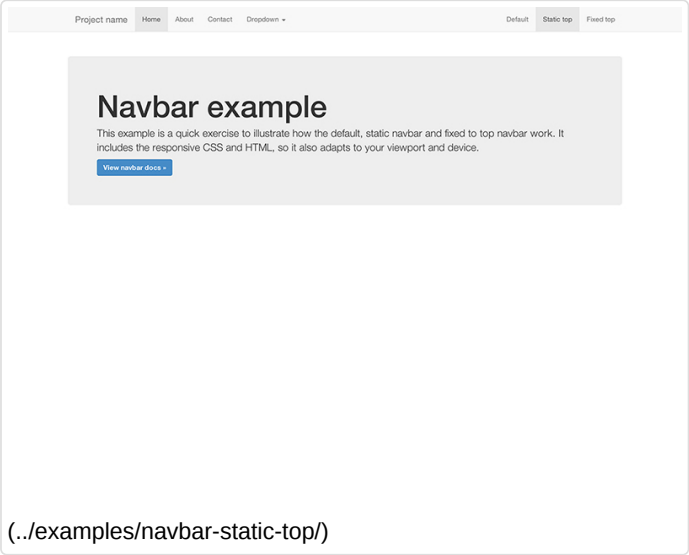 Project name Home About Contact Dropdown Default Static top Fixed top
Navbar example
This example is a quick exercise to illustrate how the default, static navbar and fixed to top navbar work. It
includes the responsive CSS and HTML, so it also adapts to your viewport and device.
View navbar docs »
(../examples/navbar-static-top/)